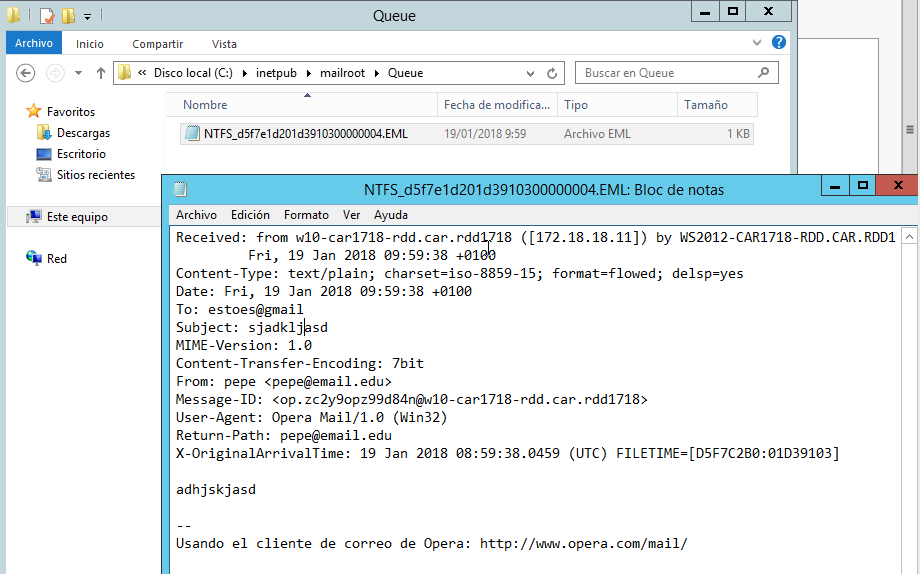 Queue
Archivo Inicio Compartir Vista
« Disco local (C:) inetpub mailroot Queue
Buscar en Queue
Favoritos
Descargas
Escritorio
Sitios recientes
Este equipo
Red
Nombre Fecha de modifica... Tipo Tamaño
NTFS_d5f7e1d201d3910300000004.EML 19/01/2018 9:59 Archivo EML 1 KB
NTFS_d5f7e1d201d3910300000004.EML: Bloc de notas
Archivo Edición Formato Ver Ayuda
Received: from w10-car1718-rdd.car.rdd1718 ([172.18.18.11]) by WS2012-CAR1718-RDD.CAR.RDD1
Fri, 19 Jan 2018 09:59:38 +0100
Content-Type: text/plain; charset=iso-8859-15; format=flowed; delsp=yes
Date: Fri, 19 Jan 2018 09:59:38 +0100
To: estoes@gmail
Subject: sjadkljasd
MIME-Version: 1.0
Content-Transfer-Encoding: 7bit
From: pepe <pepe@email.edu>
Message-ID: <op.zc2y9opz99d84n@w10-car1718-rdd.car.rdd1718>
User-Agent: Opera Mail/1.0 (Win32)
Return-Path: pepe@email.edu
X-OriginalArrivalTime: 19 Jan 2018 08:59:38.0459 (UTC) FILETIME=[D5F7C2B0:01D39103]
adhjskjasd
--
Usando el cliente de correo de Opera: http://www.opera.com/mail/